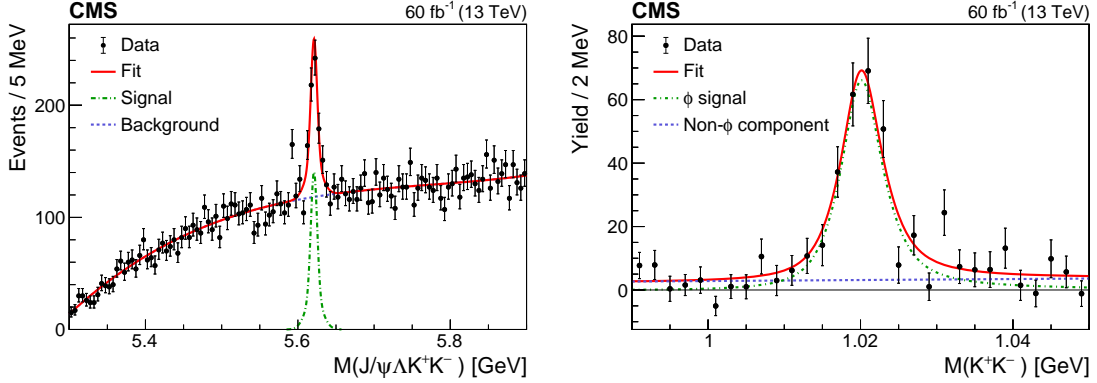 CMS 60 fb⁻¹ (13 TeV)
Events / 5 MeV
Data
Fit
Signal
Background
200
100
0
5.4 5.6 5.8
M(J/ψΛK⁺K⁻) [GeV]
CMS 60 fb⁻¹ (13 TeV)
Yield / 2 MeV
Data
Fit
ϕ signal
Non-ϕ component
80
60
40
20
0
1 1.02 1.04
M(K⁺K⁻) [GeV]